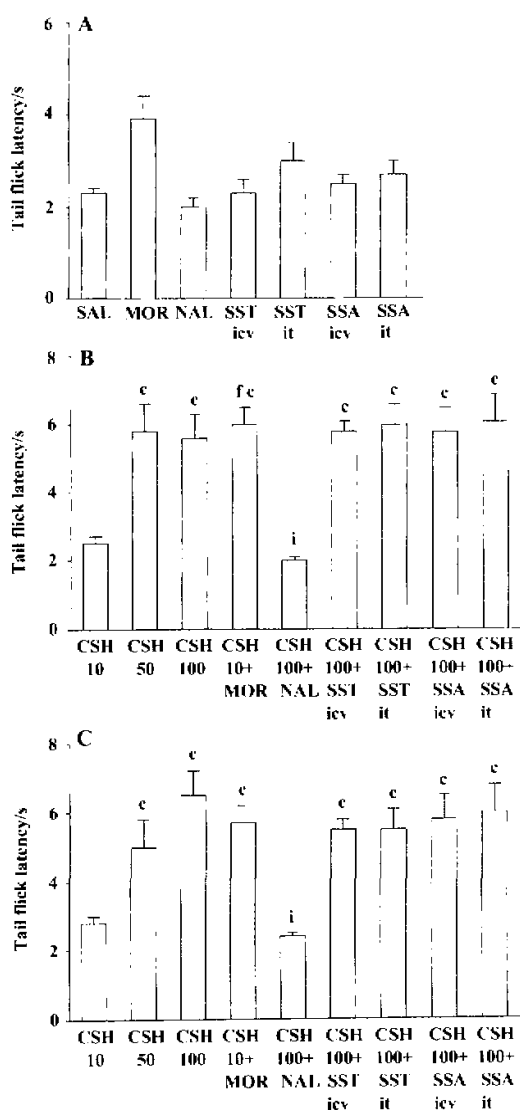 A
Tail flick latency/s
6
4
2
0
SAL MOR NAL SST SST SSA SSA
icv it icv it
B
Tail flick latency/s
8
6
4
2
0
c c f c i c c c c
CSH CSH CSH CSH CSH CSH CSH CSH CSH
10 50 100 10+ 100+ 100+ 100+ 100+ 100+
MOR NAL SST SST SSA SSA
icv it icv it
C
Tail flick latency/s
8
6
4
2
0
c c c i c c c c
CSH CSH CSH CSH CSH CSH CSH CSH CSH
10 50 100 10+ 100+ 100+ 100+ 100+ 100+
MOR NAL SST SST SSA SSA
icv it icv it